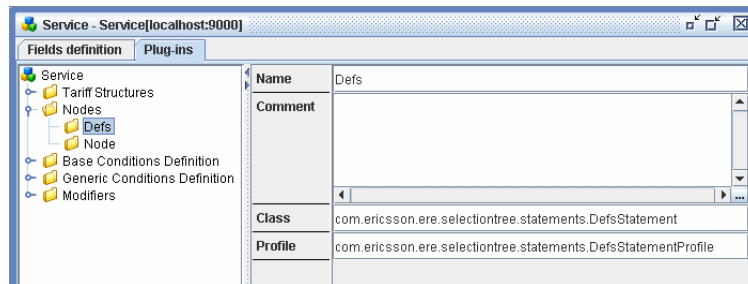 Service - Service[localhost:9000]
Fields definition Plug-ins
Service
Tariff Structures
Nodes
Defs
Node
Base Conditions Definition
Generic Conditions Definition
Modifiers
Name Defs
Comment
...
Class com.ericsson.ere.selectiontree.statements.DefsStatement
Profile com.ericsson.ere.selectiontree.statements.DefsStatementProfile